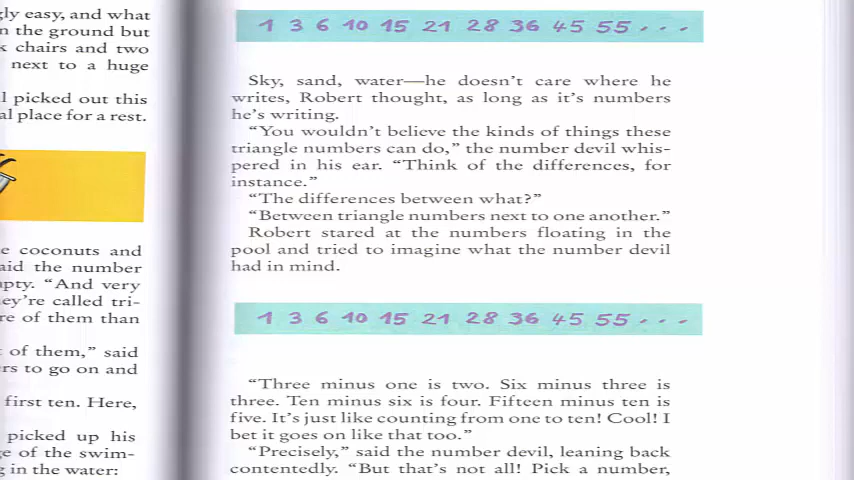 gly easy, and what
n the ground but
k chairs and two
next to a huge
l picked out this
al place for a rest.
e coconuts and
aid the number
pty. “And very
ey’re called tri-
re of them than
of them,” said
rs to go on and
first ten. Here,
picked up his
ge of the swim-
g in the water:
1 3 6 10 15 21 28 36 45 55 . . .
Sky, sand, water—he doesn’t care where he
writes, Robert thought, as long as it’s numbers
he’s writing.
“You wouldn’t believe the kinds of things these
triangle numbers can do,” the number devil whis-
pered in his ear. “Think of the differences, for
instance.”
“The differences between what?”
“Between triangle numbers next to one another.”
Robert stared at the numbers floating in the
pool and tried to imagine what the number devil
had in mind.
1 3 6 10 15 21 28 36 45 55 . . .
“Three minus one is two. Six minus three is
three. Ten minus six is four. Fifteen minus ten is
five. It’s just like counting from one to ten! Cool! I
bet it goes on like that too.”
“Precisely,” said the number devil, leaning back
contentedly. “But that’s not all! Pick a number,